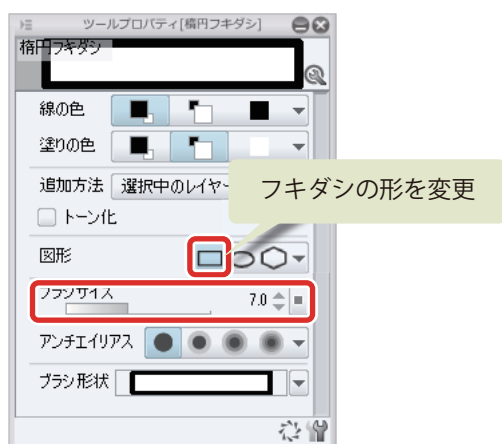 ツールプロパティ[楕円フキダシ]
楕円フキダシ
線の色
塗りの色
追加方法 選択中のレイヤー
フキダシの形を変更
トーン化
図形
ブラシサイズ 7.0
アンチエイリアス
ブラシ形状